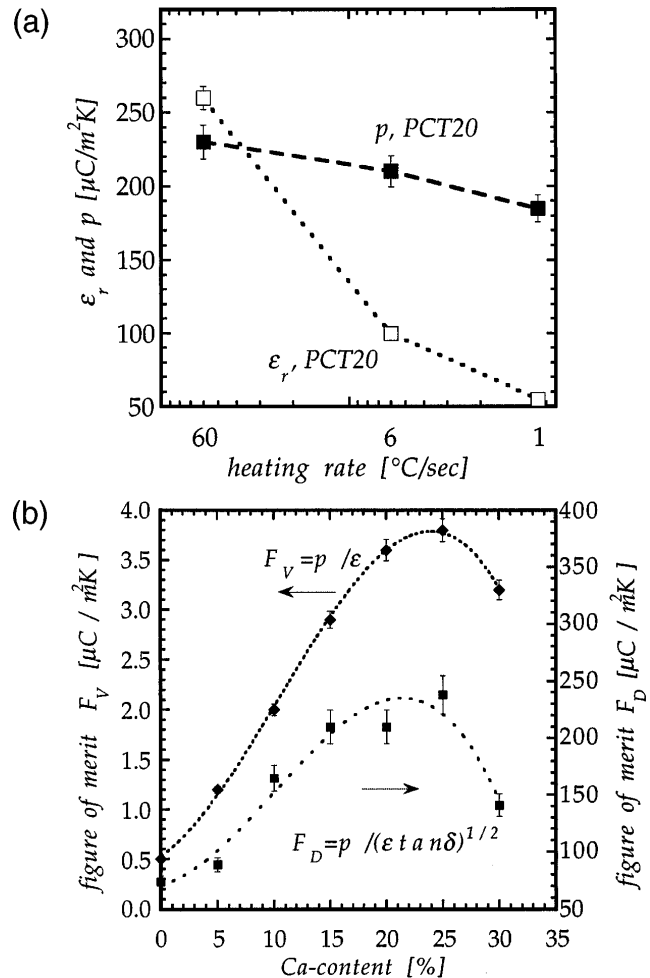 (a)
300
250
200
150
100
50
ε_r and p [µC/m²K]
p, PCT20
ε_r, PCT20
60 6 1
heating rate [°C/sec]
(b)
4.0
3.5
3.0
2.5
2.0
1.5
1.0
0.5
0.0
figure of merit F_V [µC / m²K]
F_V=p /ε
F_D=p /(ε tanδ)^1/2
400
350
300
250
200
150
100
50
figure of merit F_D [µC / m²K]
0 5 10 15 20 25 30 35
Ca-content [%]